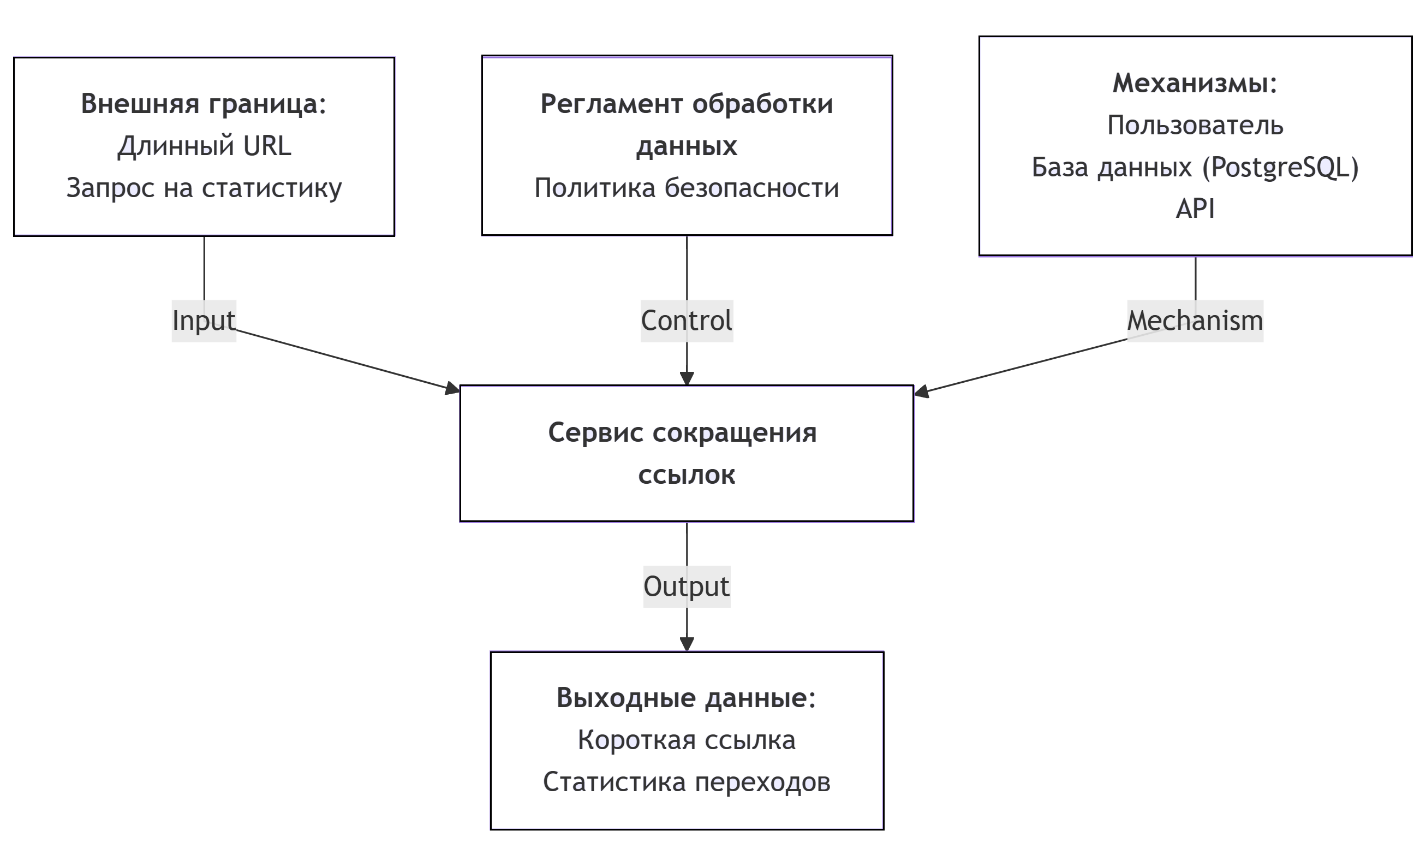 Внешняя граница:
Длинный URL
Запрос на статистику
Регламент обработки
данных
Политика безопасности
Механизмы:
Пользователь
База данных (PostgreSQL)
API
Input
Control
Mechanism
Сервис сокращения
ссылок
Output
Выходные данные:
Короткая ссылка
Статистика переходов